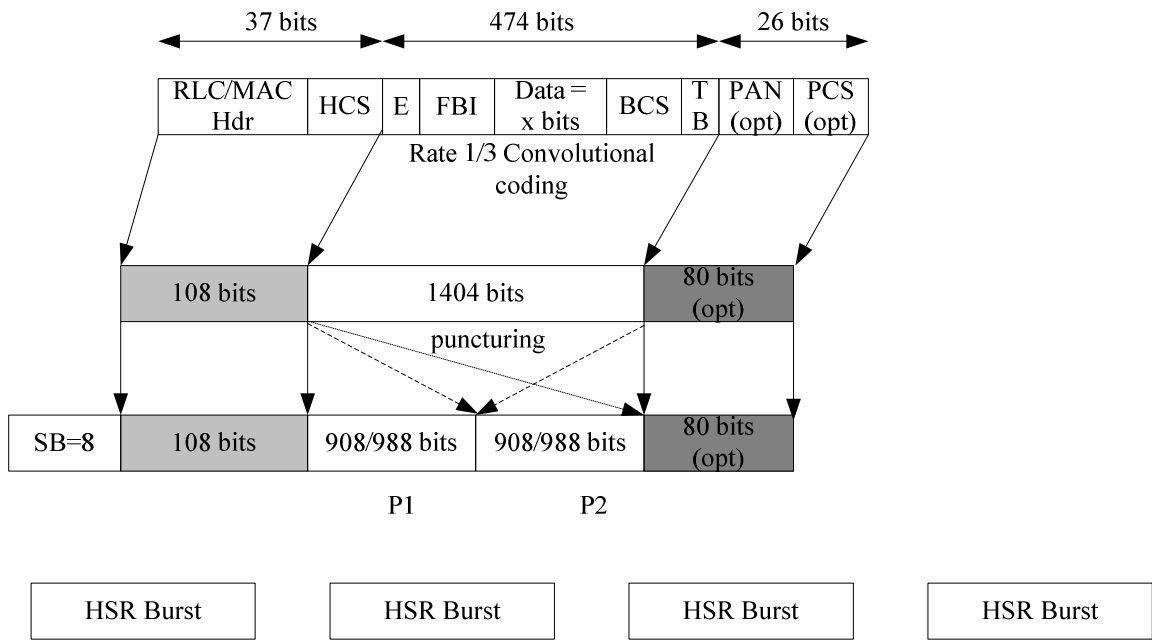 37 bits
474 bits
26 bits
RLC/MAC
Hdr
HCS
E
FBI
Data =
x bits
BCS
T
B
PAN
(opt)
PCS
(opt)
Rate 1/3 Convolutional
coding
108 bits
1404 bits
80 bits
(opt)
puncturing
SB=8
108 bits
908/988 bits
908/988 bits
80 bits
(opt)
P1
P2
HSR Burst
HSR Burst
HSR Burst
HSR Burst